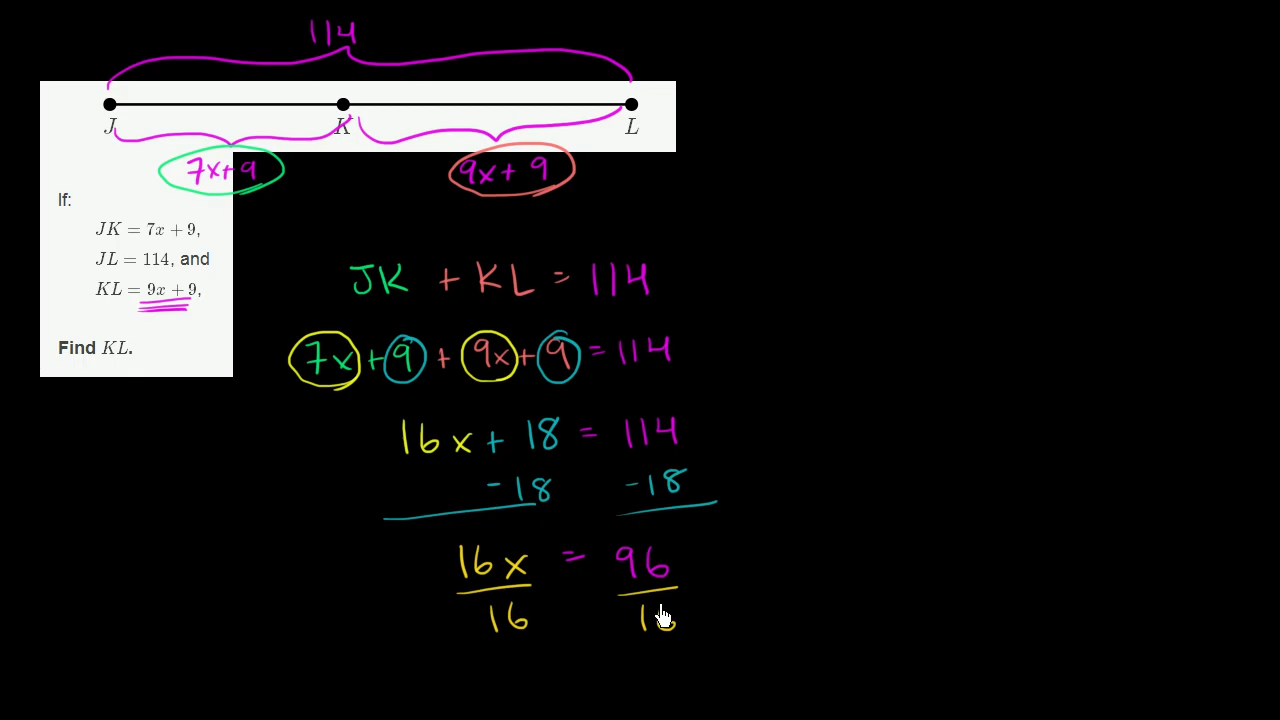 114
J K L
7x+9 9x+9
If:
JK = 7x + 9,
JL = 114, and
KL = 9x + 9,
Find KL.
JK + KL = 114
7x + 9 + 9x + 9 = 114
16x + 18 = 114
-18 -18
16x = 96
16 16